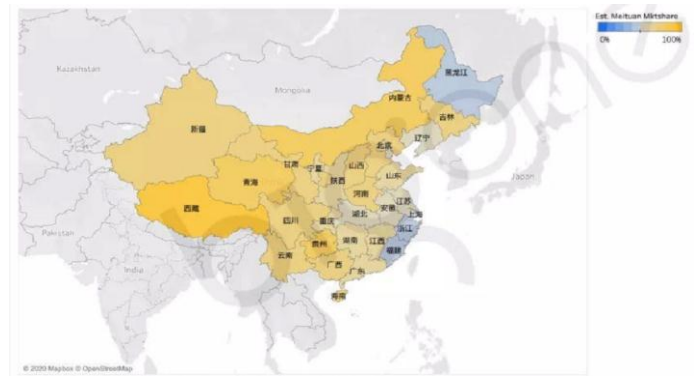 Est. Meituan Mktshare
0% 100%
Kazakhstan
Mongolia
黑龙江
内蒙古
吉林
新疆
辽宁
北京
甘肃
宁夏
山西
青海
陕西
山东
河南
Japan
西藏
江苏
安徽
上海
四川
重庆
湖北
浙江
Pakistan
贵州
湖南
江西
福建
云南
广西
广东
India
海南
© 2020 Mapbox © OpenStreetMap